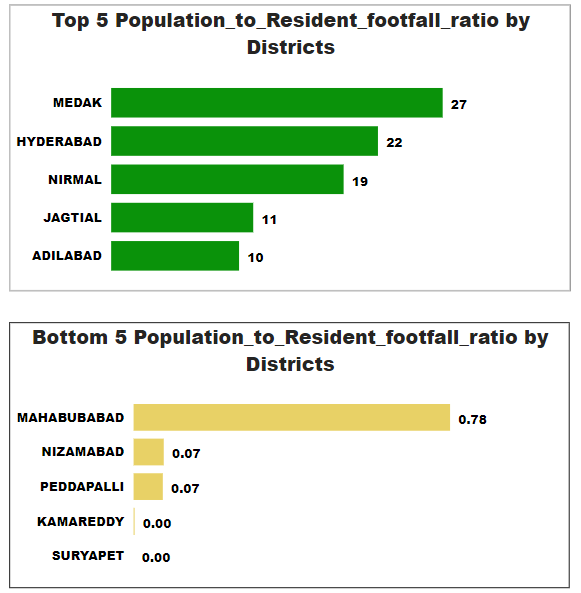 Top 5 Population_to_Resident_footfall_ratio by
Districts
MEDAK 27
HYDERABAD 22
NIRMAL 19
JAGTIAL 11
ADILABAD 10
Bottom 5 Population_to_Resident_footfall_ratio by
Districts
MAHABUBABAD 0.78
NIZAMABAD 0.07
PEDDAPALLI 0.07
KAMAREDDY 0.00
SURYAPET 0.00